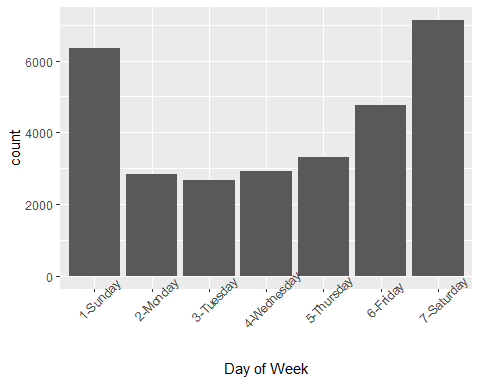 count
6000
4000
2000
0
1-Sunday
2-Monday
3-Tuesday
4-Wednesday
5-Thursday
6-Friday
7-Saturday
Day of Week